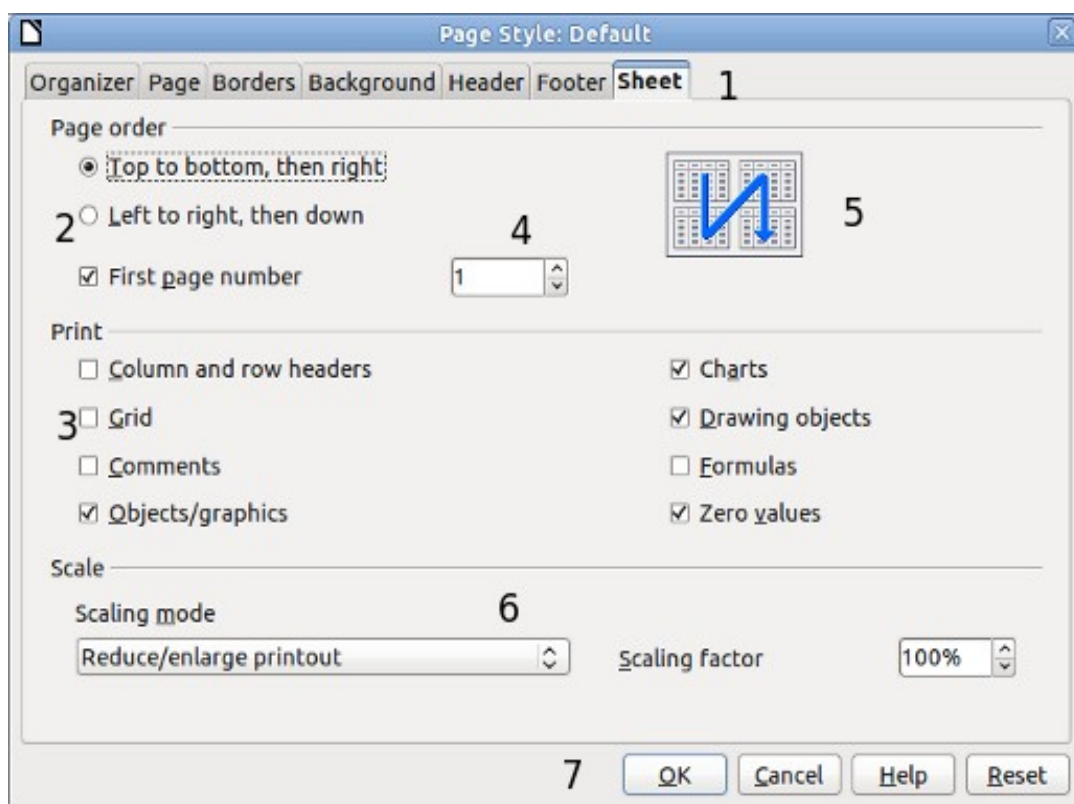 Page Style: Default
Organizer Page Borders Background Header Footer Sheet 1
Page order
Top to bottom, then right
2 Left to right, then down 4 5
First page number 1
Print
Column and row headers Charts
3 Grid Drawing objects
Comments Formulas
Objects/graphics Zero values
Scale
Scaling mode 6
Reduce/enlarge printout Scaling factor 100%
7 OK Cancel Help Reset